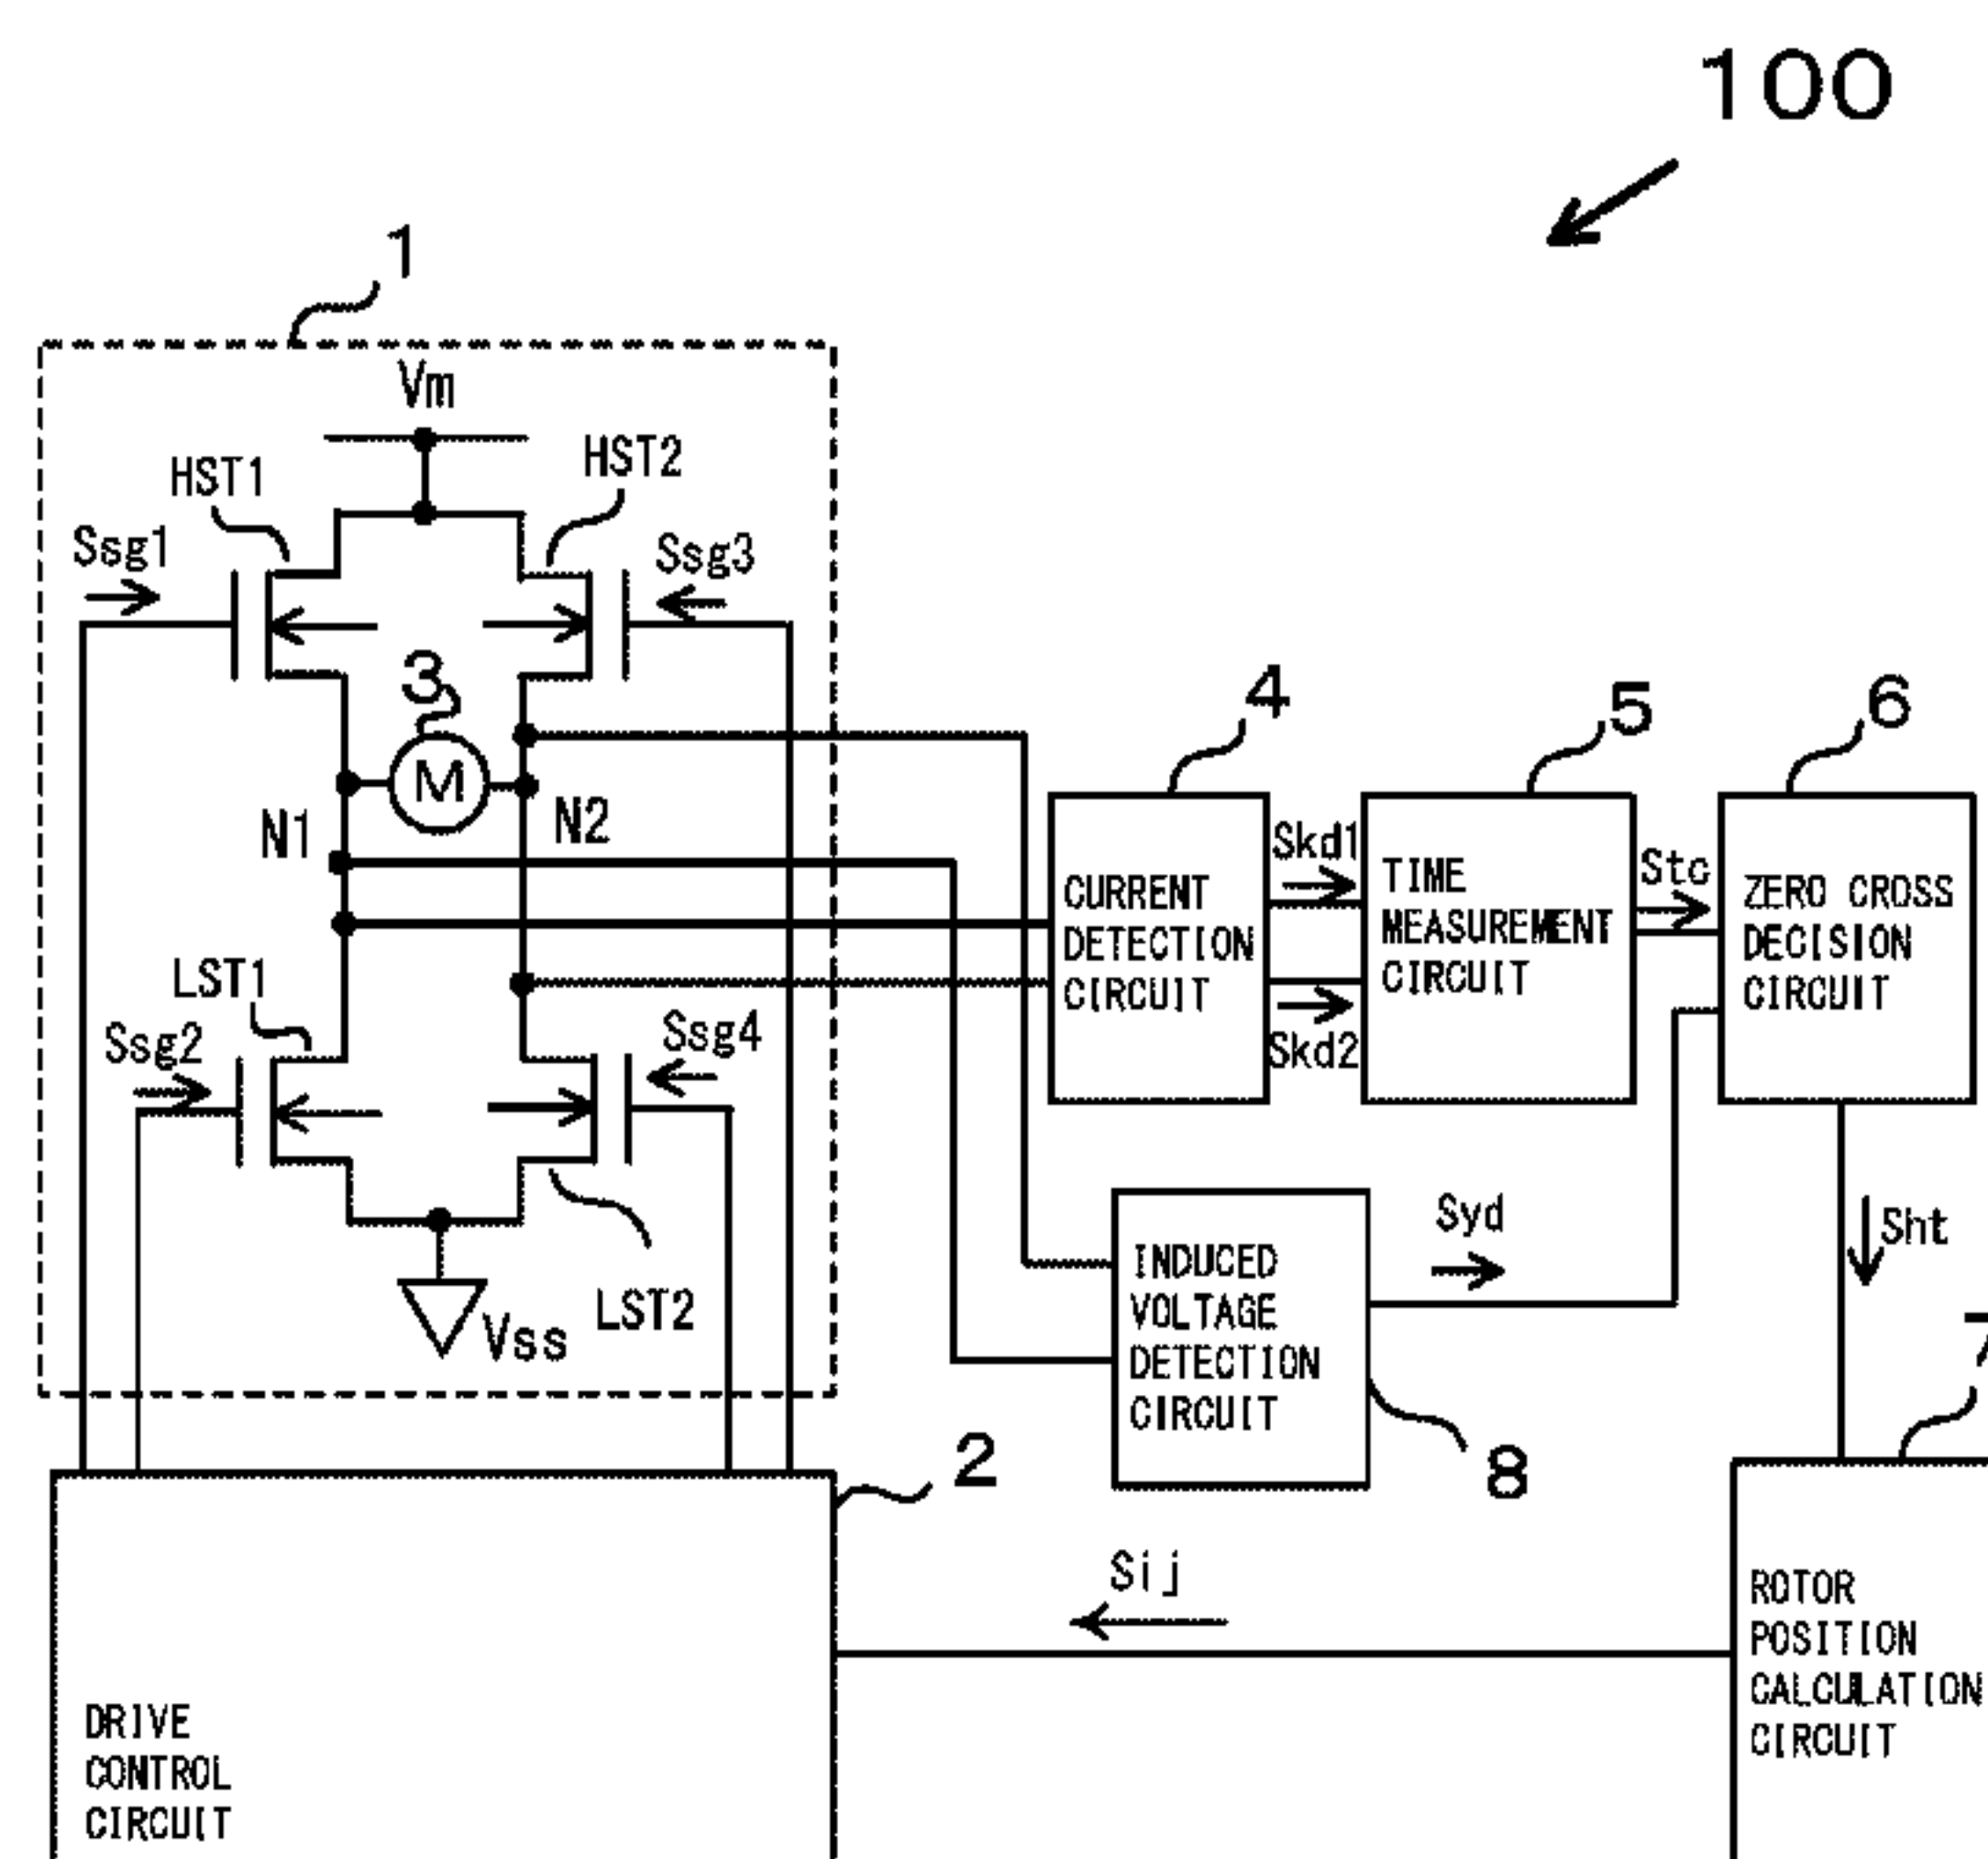 100
1
Vm
HST1
HST2
Ssg1
Ssg3
3
M
N1
N2
4
5
6
CURRENT
DETECTION
CIRCUIT
Skd1
Skd2
TIME
MEASUREMENT
CIRCUIT
Stc
ZERO CROSS
DECISION
CIRCUIT
LST1
Ssg2
Ssg4
LST2
Vss
INDUCED
VOLTAGE
DETECTION
CIRCUIT
Syd
Sht
7
8
2
Sij
ROTOR
POSITION
CALCULATION
CIRCUIT
DRIVE
CONTROL
CIRCUIT